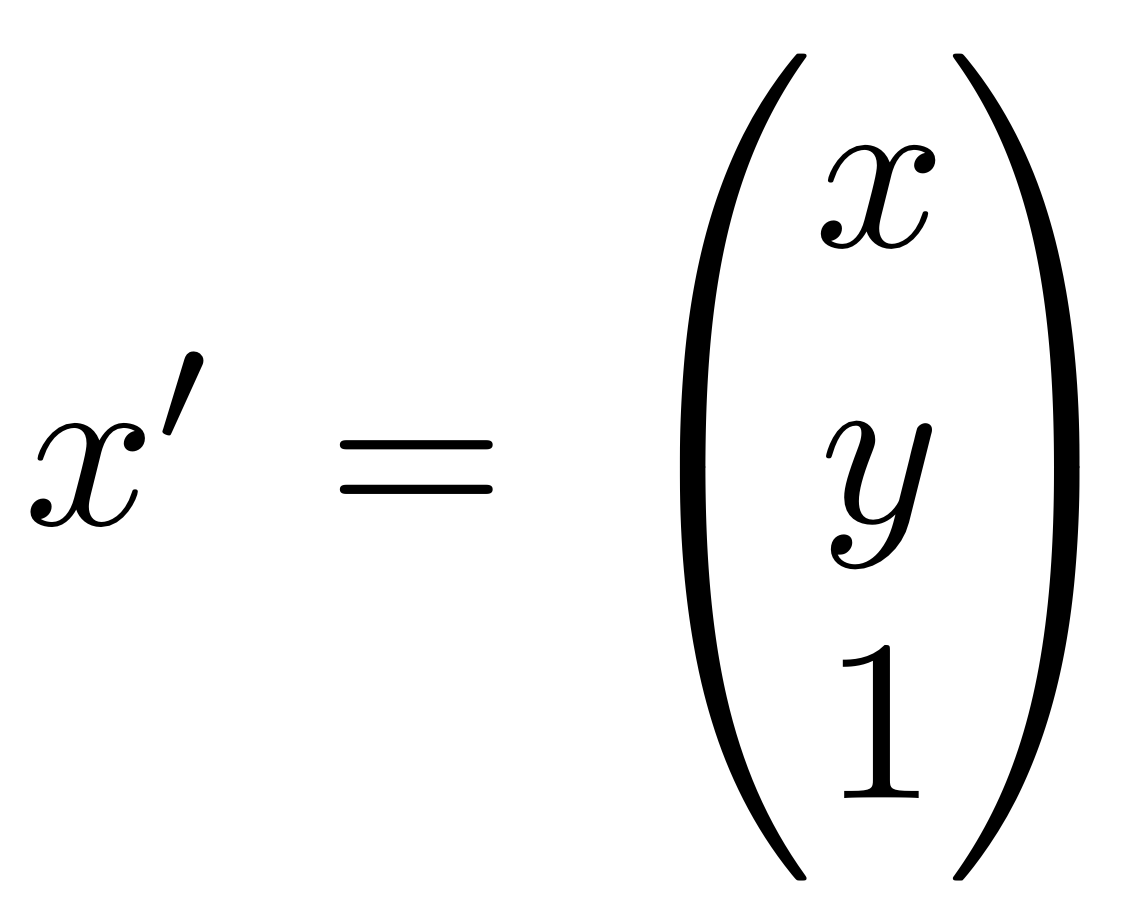 x
x′ =
y
1